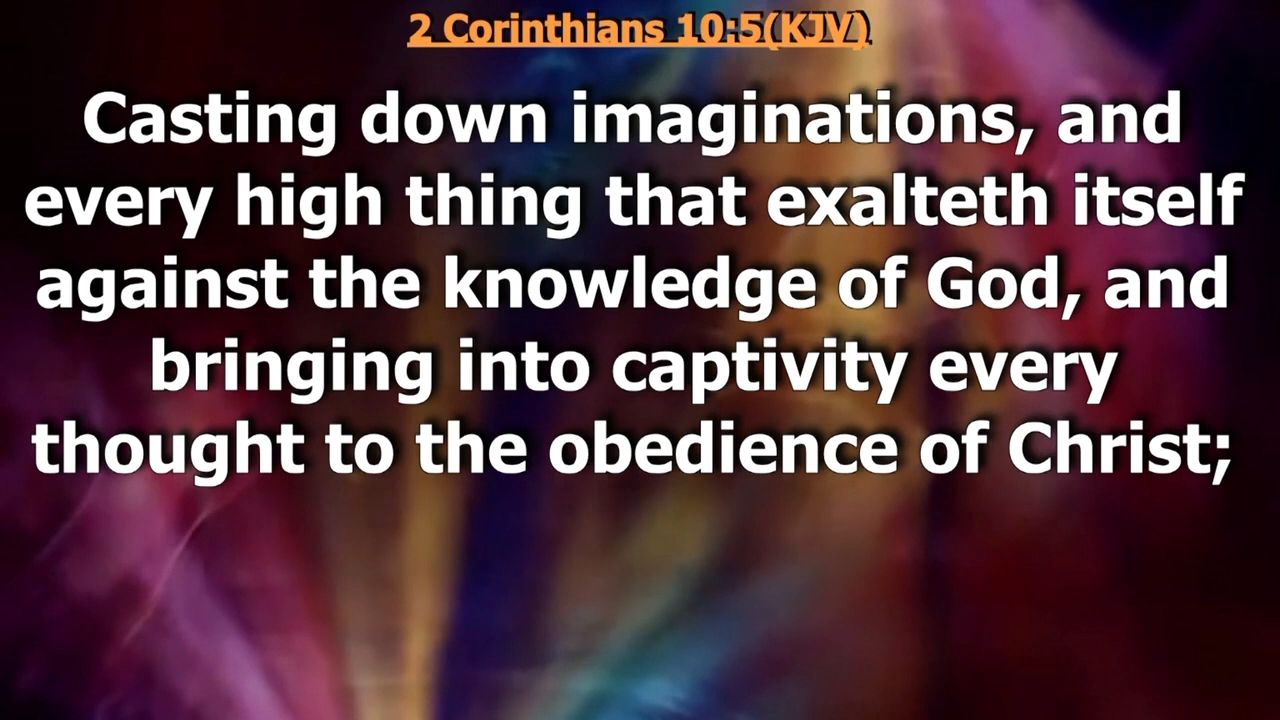 2 Corinthians 10:5(KJV)
Casting down imaginations, and
every high thing that exalteth itself
against the knowledge of God, and
bringing into captivity every
thought to the obedience of Christ;